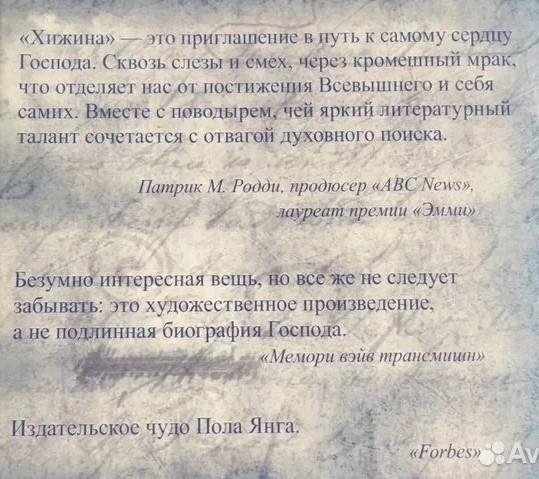 «Хижина» — это приглашение в путь к самому сердцу
Господа. Сквозь слезы и смех, через кромешный мрак,
что отделяет нас от постижения Всевышнего и себя
самих. Вместе с поводырем, чей яркий литературный
талант сочетается с отвагой духовного поиска.
Патрик М. Родди, продюсер «ABC News»,
лауреат премии «Эмми»
Безумно интересная вещь, но все же не следует
забывать: это художественное произведение,
а не подлинная биография Господа.
«Мемори вэйв трансмишн»
Издательское чудо Пола Янга.
«Forbes»
Av